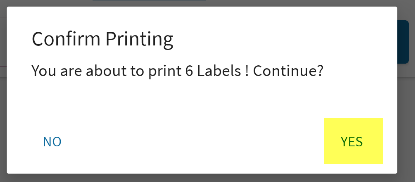 Confirm Printing
You are about to print 6 Labels ! Continue?
NO
YES